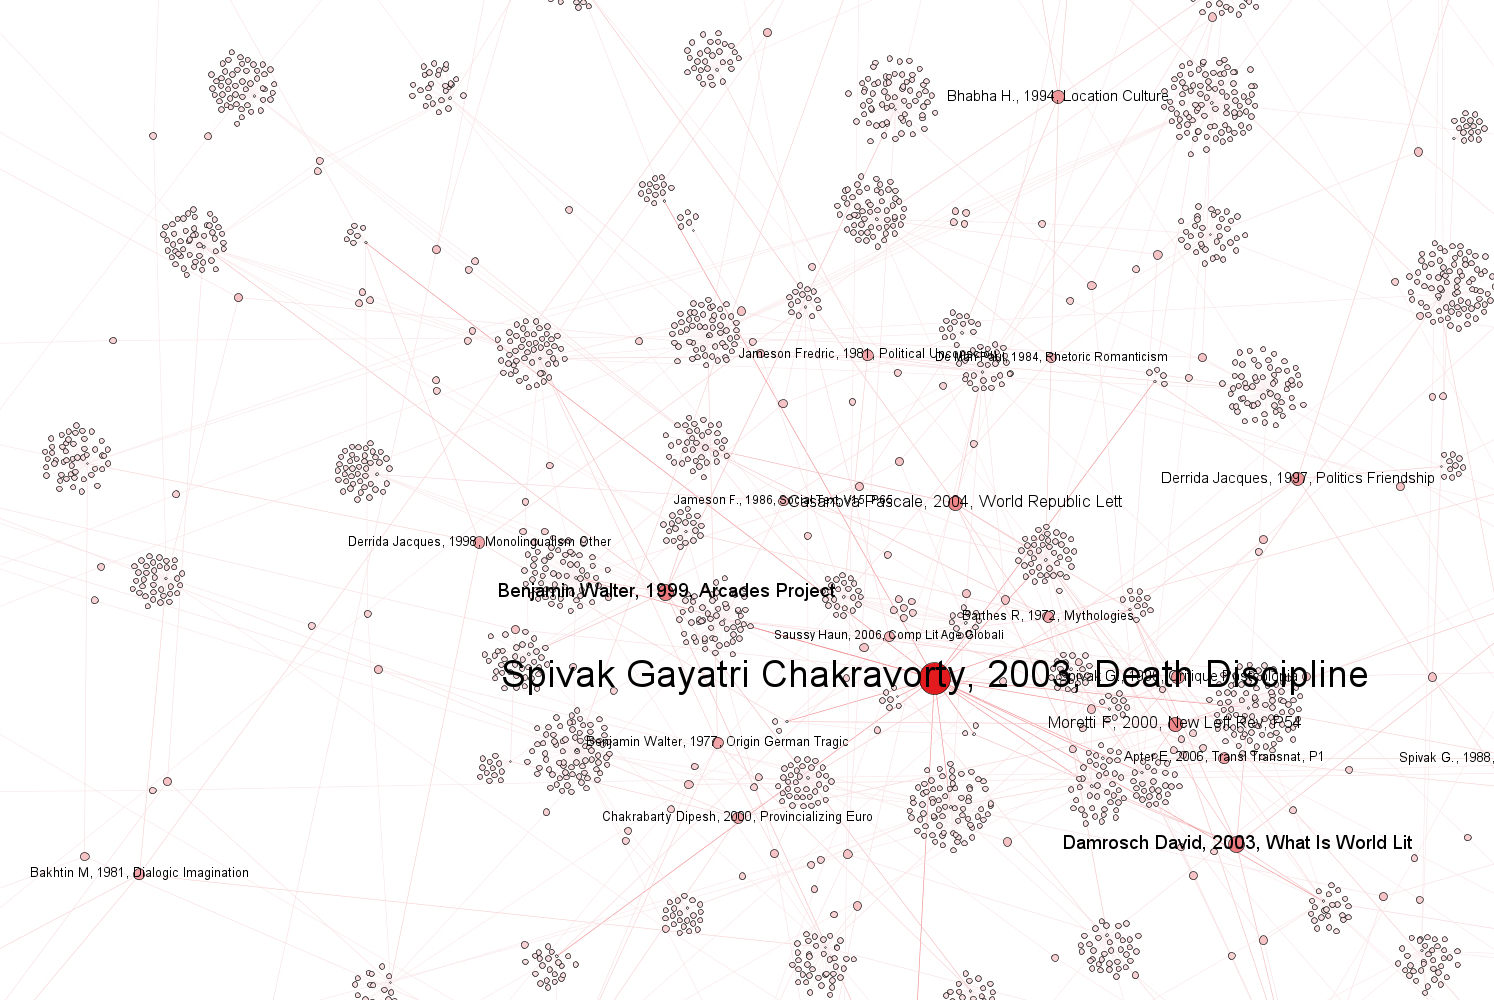 Bhabha H., 1994, Location Culture
Jameson Fredric, 1981, Political Unconsciou
De Man Paul, 1984, Rhetoric Romanticism
Derrida Jacques, 1997, Politics Friendship
Jameson F., 1986, Social Text, V15, P65
Casanova Pascale, 2004, World Republic Lett
Derrida Jacques, 1998, Monolingualism Other
Benjamin Walter, 1999, Arcades Project
Barthes R, 1972, Mythologies
Saussy Haun, 2006, Comp Lit Age Globali
Spivak Gayatri Chakravorty, 2003, Death Discipline
Spivak G., 1999, Critique Postcolonia
Moretti F, 2000, New Left Rev, P54
Benjamin Walter, 1977, Origin German Tragic
Apter E, 2006, Transl Transnat, P1
Spivak G., 1988,
Chakrabarty Dipesh, 2000, Provincializing Euro
Damrosch David, 2003, What Is World Lit
Bakhtin M, 1981, Dialogic Imagination